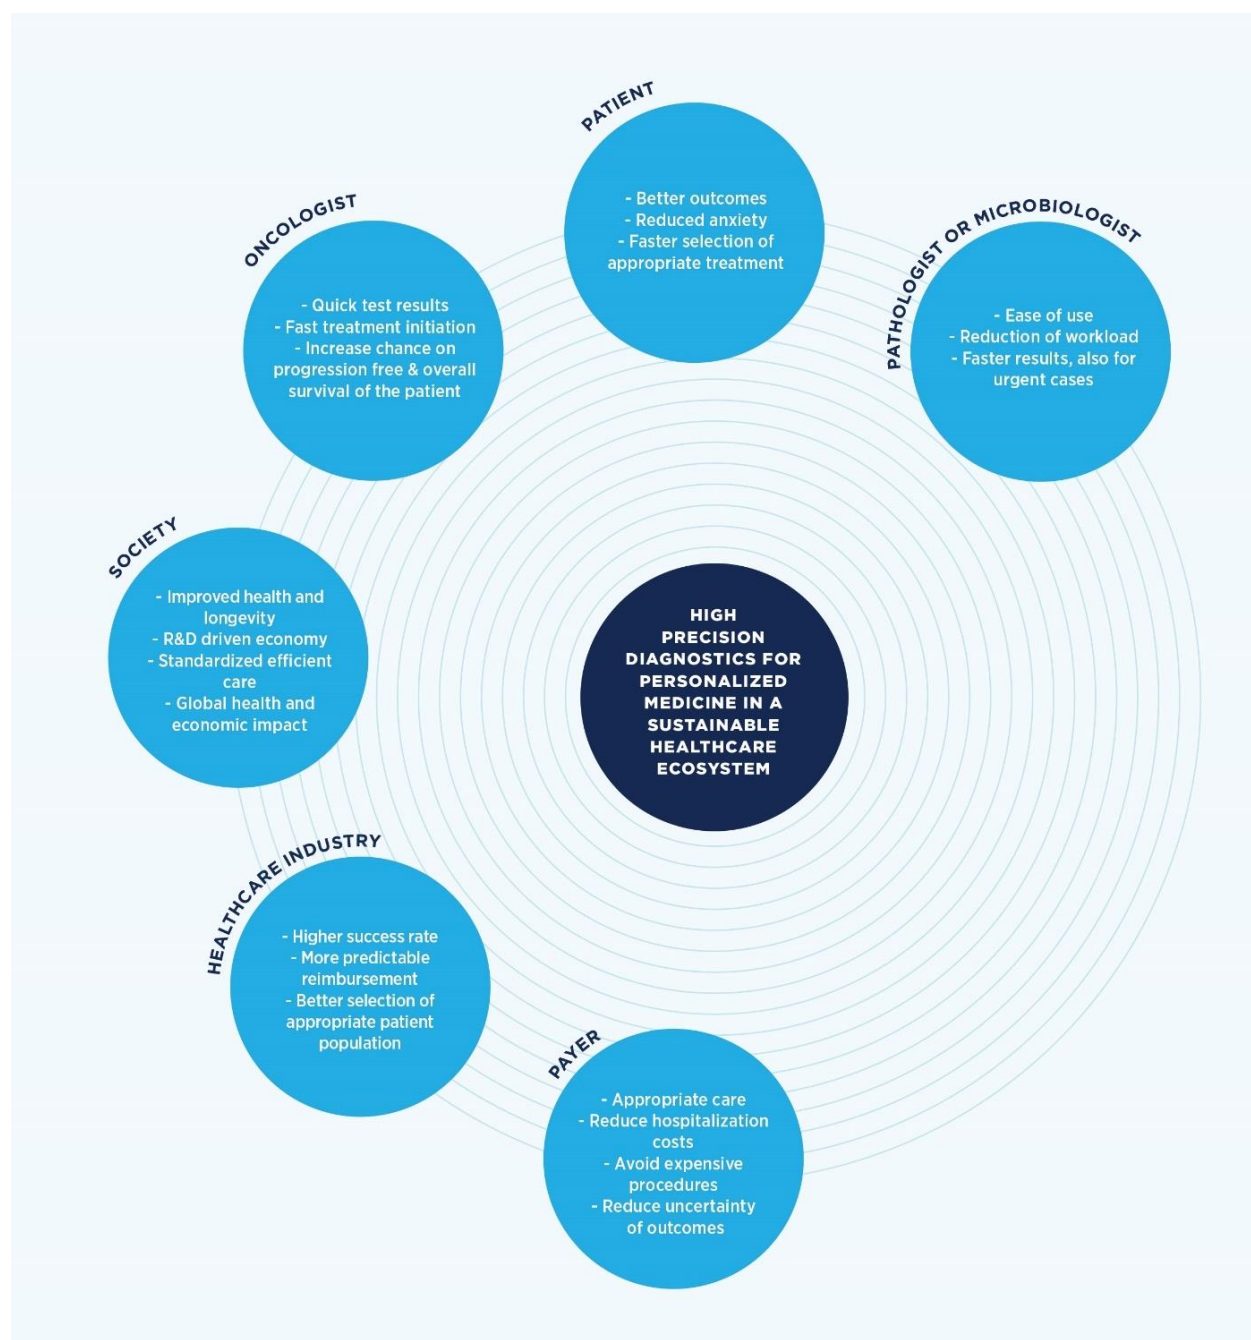 PATIENT
- Better outcomes
- Reduced anxiety
- Faster selection of
appropriate treatment
ONCOLOGIST
- Quick test results
- Fast treatment initiation
- Increase chance on
progression free & overall
survival of the patient
PATHOLOGIST OR MICROBIOLOGIST
- Ease of use
- Reduction of workload
- Faster results, also for
urgent cases
SOCIETY
- Improved health and
longevity
- R&D driven economy
- Standardized efficient
care
- Global health and
economic impact
HIGH
PRECISION
DIAGNOSTICS FOR
PERSONALIZED
MEDICINE IN A
SUSTAINABLE
HEALTHCARE
ECOSYSTEM
HEALTHCARE INDUSTRY
- Higher success rate
- More predictable
reimbursement
- Better selection of
appropriate patient
population
PAYER
- Appropriate care
- Reduce hospitalization
costs
- Avoid expensive
procedures
- Reduce uncertainty
of outcomes